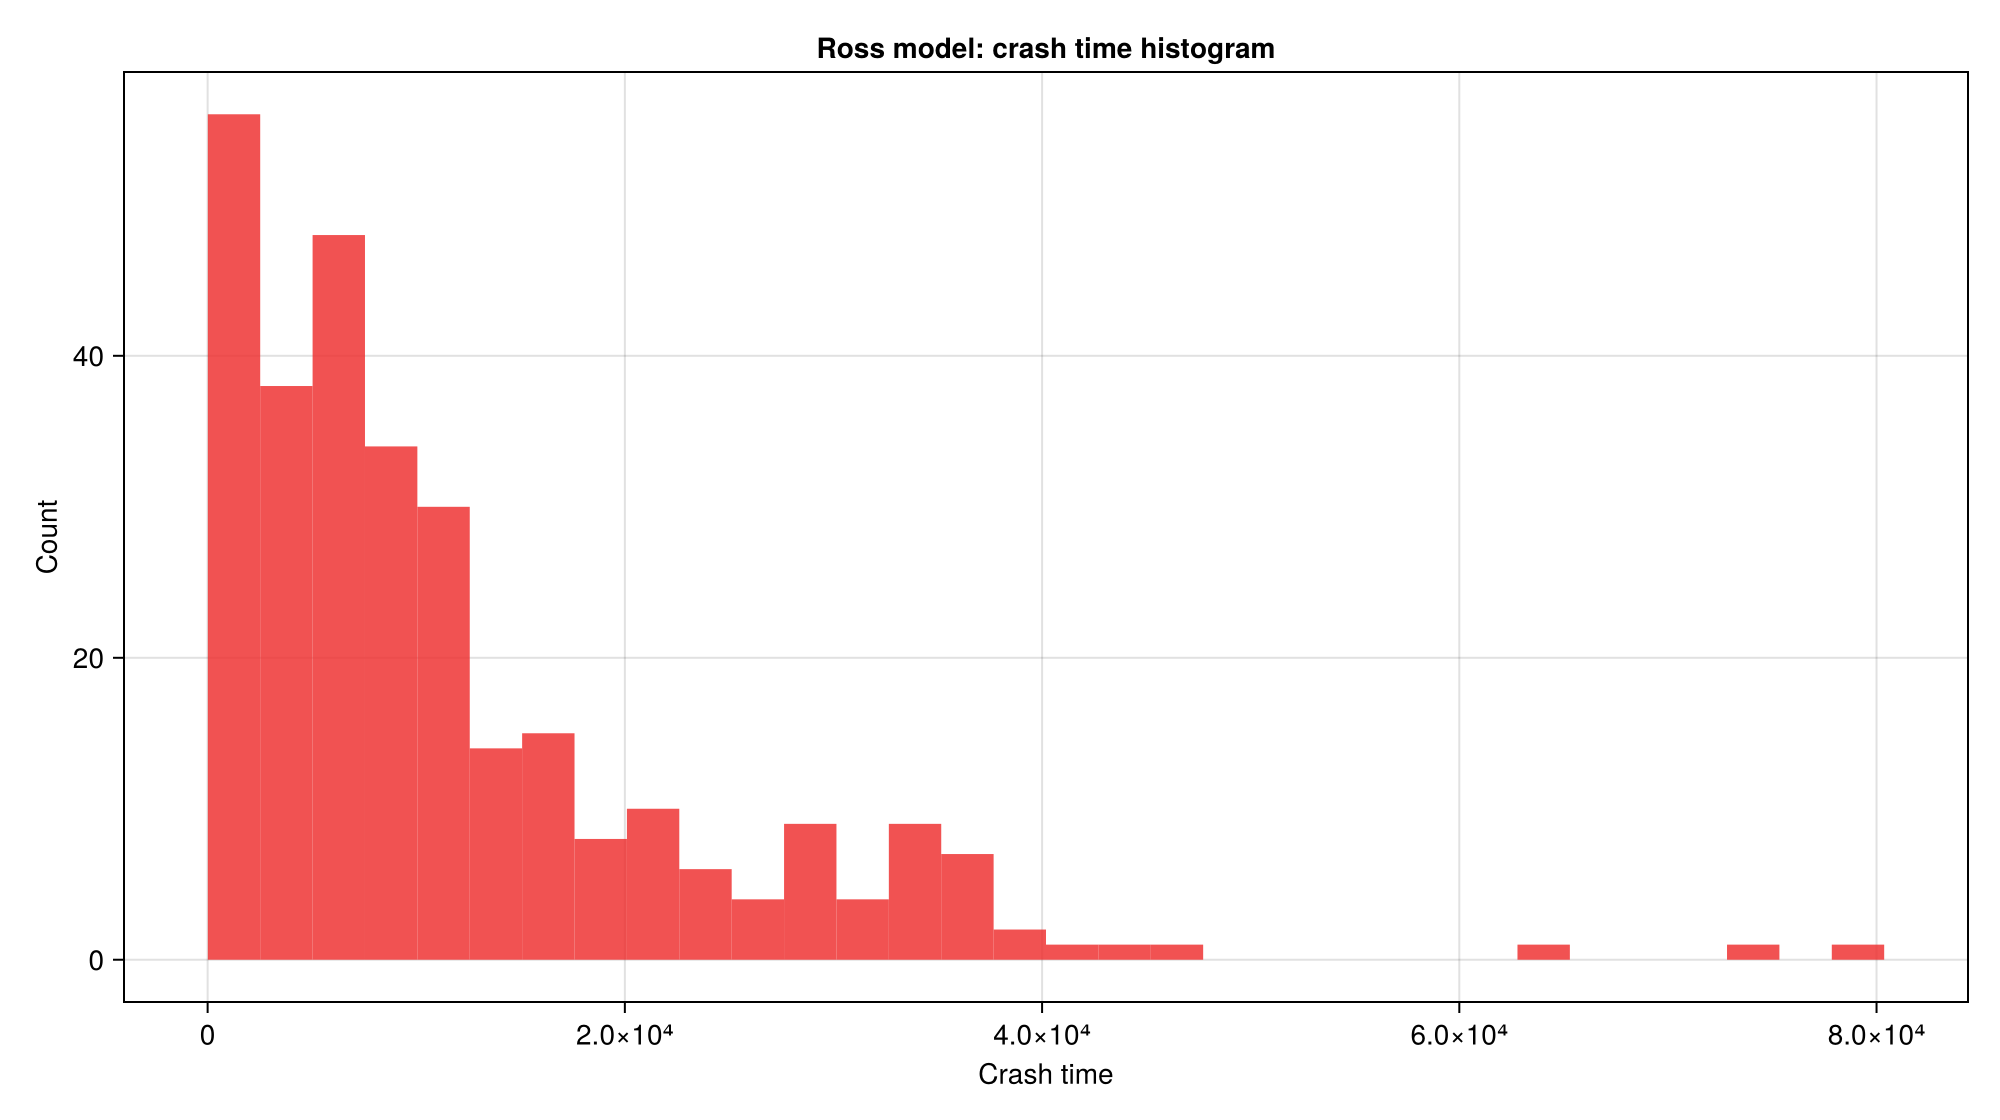 Ross model: crash time histogram
Count
40
20
0
0
2.0×10⁴
4.0×10⁴
6.0×10⁴
8.0×10⁴
Crash time